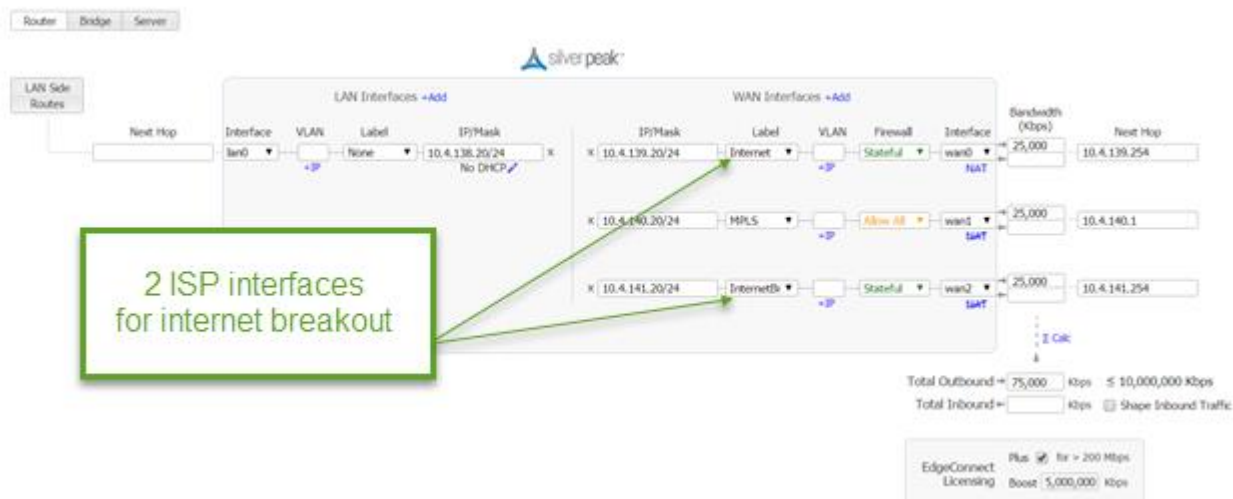 Router Bridge Server
silver peak
LAN Side
Routes
LAN Interfaces +Add
WAN Interfaces +Add
Next Hop Interface VLAN Label IP/Mask
IP/Mask Label VLAN Firewall Interface Bandwidth
(Kbps) Next Hop
lan0 None 10.4.138.20/24 x
+IP No DHCP
x 10.4.139.20/24 Internet Stateful wan0 25,000 10.4.139.254
+IP NAT
x 10.4.140.20/24 MPLS Allow All wan1 25,000 10.4.140.1
+IP NAT
x 10.4.141.20/24 Stateful wan2 25,000 10.4.141.254
+IP NAT
2 ISP interfaces
for internet breakout
Σ Calc
Total Outbound 75,000 Kbps ≤ 10,000,000 Kbps
Total Inbound Kbps Shape Inbound Traffic
EdgeConnect
Licensing
Plus for > 200 Mbps
Boost 5,000,000 Kbps